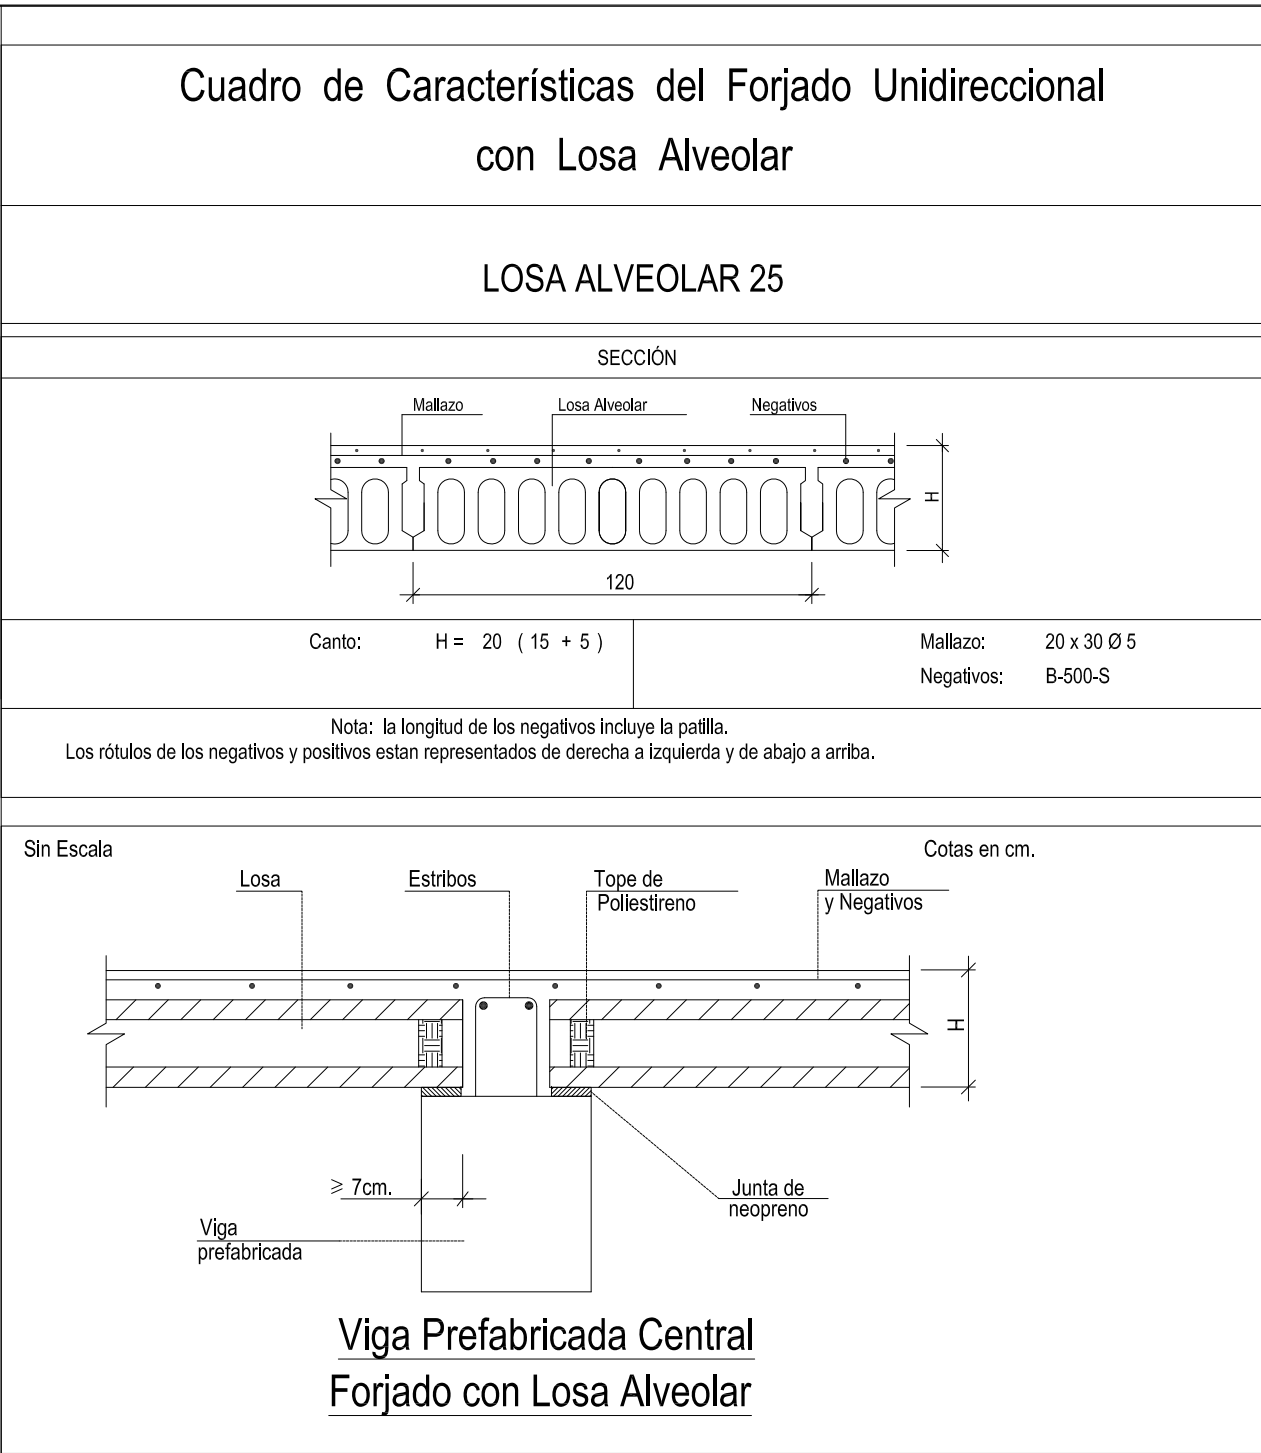 Cuadro de Características del Forjado Unidireccional
con Losa Alveolar
LOSA ALVEOLAR 25
SECCIÓN
Mallazo
Losa Alveolar
Negativos
H
120
Canto: H = 20 ( 15 + 5 )
Mallazo: 20 x 30 Ø 5
Negativos: B-500-S
Nota: la longitud de los negativos incluye la patilla.
Los rótulos de los negativos y positivos estan representados de derecha a izquierda y de abajo a arriba.
Sin Escala
Cotas en cm.
Losa
Estribos
Tope de
Poliestireno
Mallazo
y Negativos
H
≥ 7cm.
Junta de
neopreno
Viga
prefabricada
Viga Prefabricada Central
Forjado con Losa Alveolar